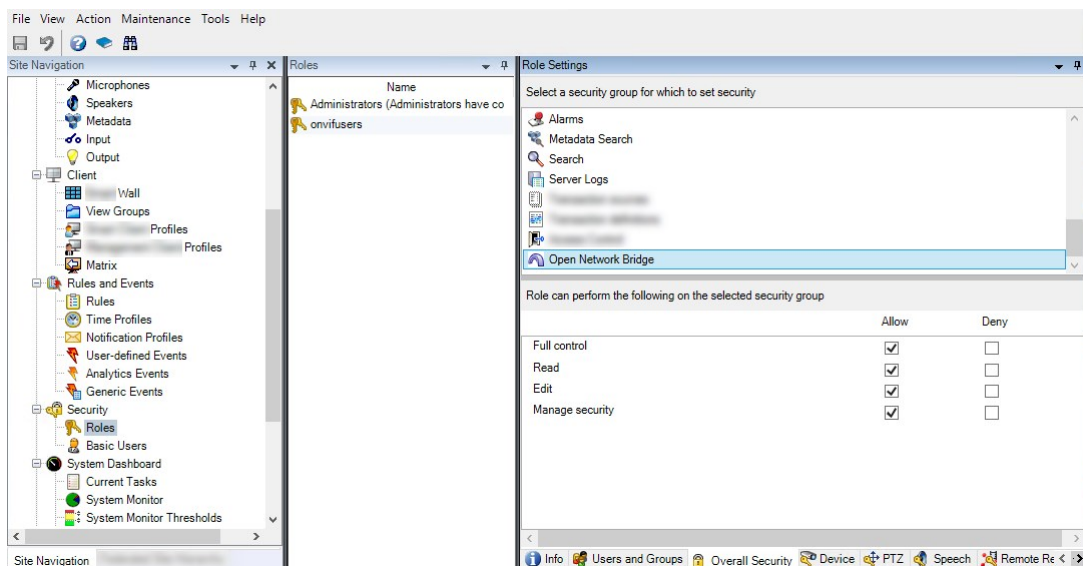 File View Action Maintenance Tools Help
Site Navigation
Microphones
Speakers
Metadata
Input
Output
Client
Wall
View Groups
Profiles
Profiles
Matrix
Rules and Events
Rules
Time Profiles
Notification Profiles
User-defined Events
Analytics Events
Generic Events
Security
Roles
Basic Users
System Dashboard
Current Tasks
System Monitor
System Monitor Thresholds
Site Navigation
Roles
Name
Administrators (Administrators have co
onvifusers
Role Settings
Select a security group for which to set security
Alarms
Metadata Search
Search
Server Logs
Open Network Bridge
Role can perform the following on the selected security group
Allow Deny
Full control
Read
Edit
Manage security
Info Users and Groups Overall Security Device PTZ Speech Remote Re